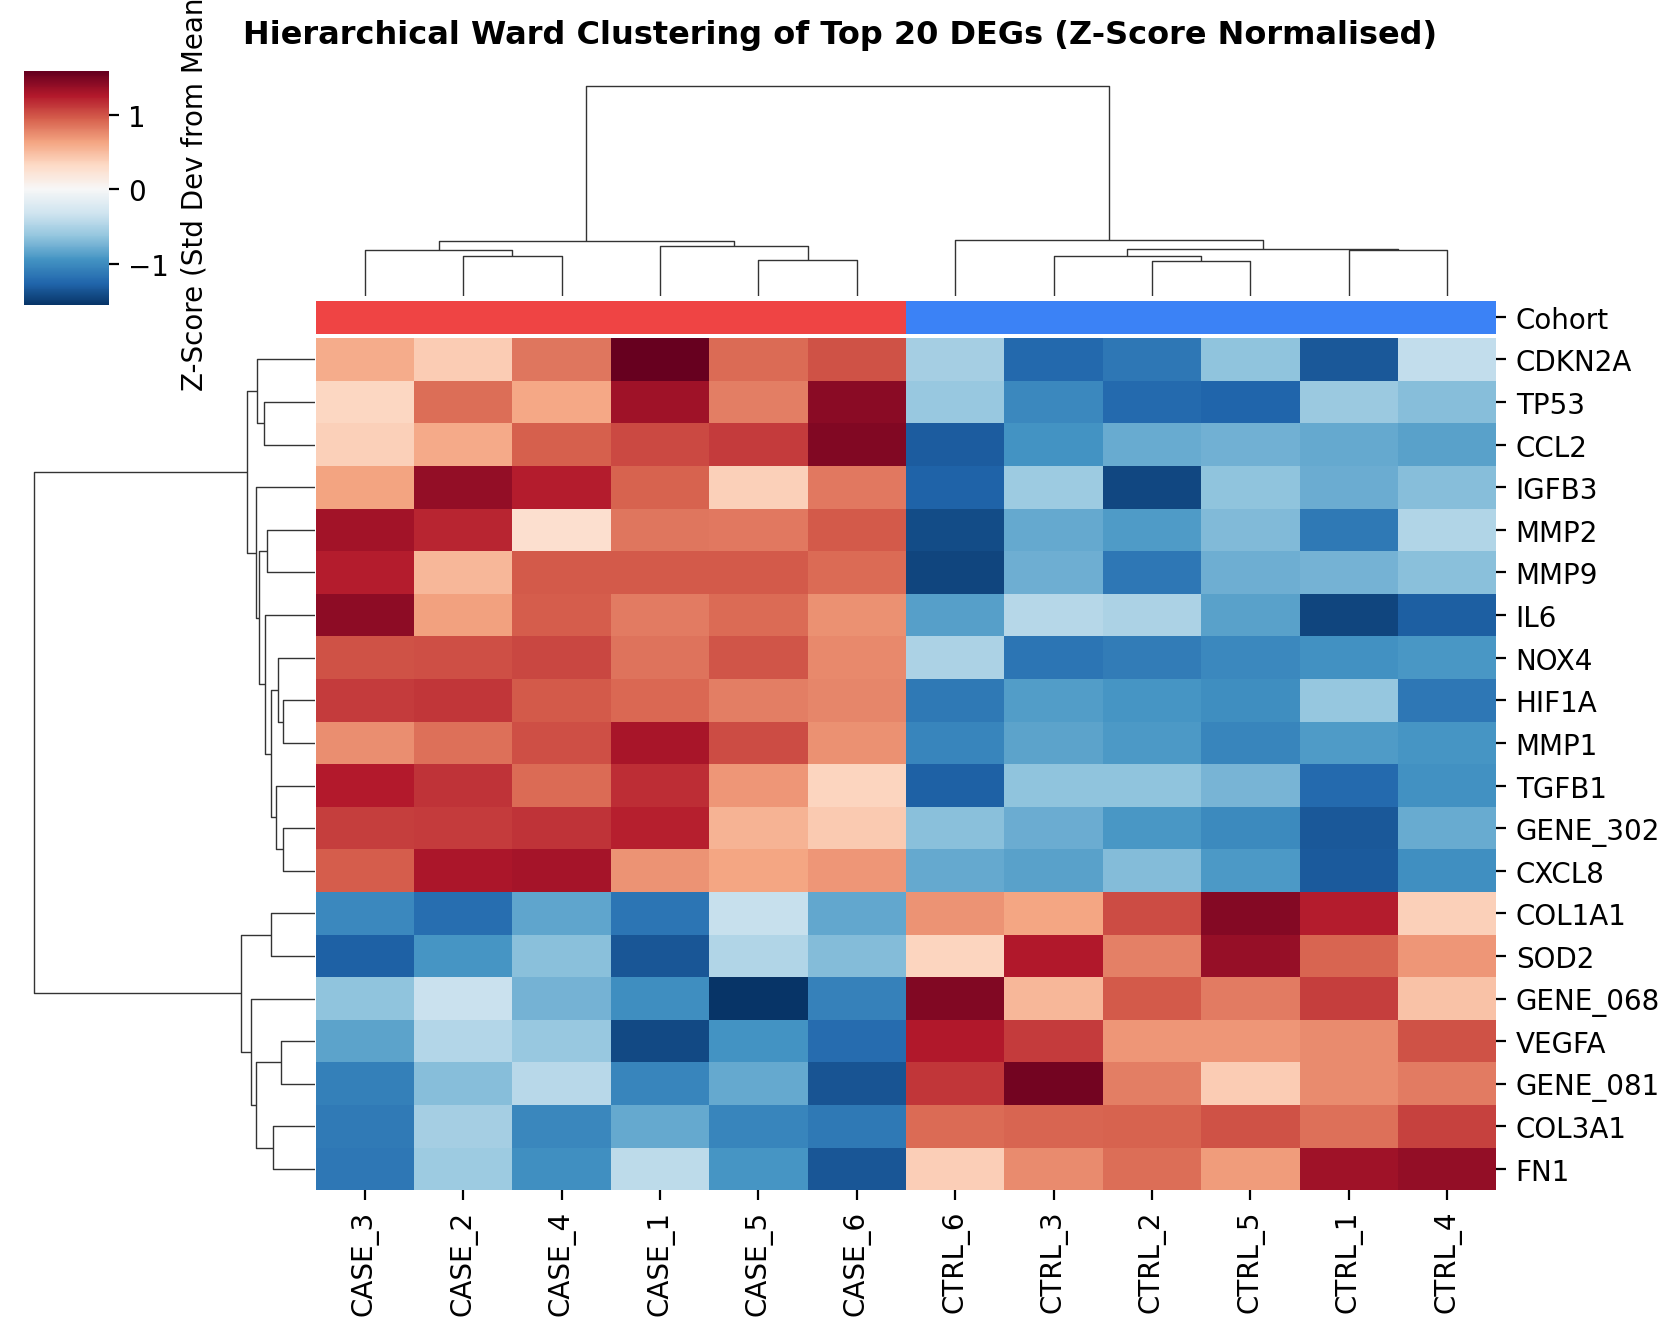 Hierarchical Ward Clustering of Top 20 DEGs (Z-Score Normalised)
1
0
−1
Z-Score (Std Dev from Mean
Cohort
CDKN2A
TP53
CCL2
IGFB3
MMP2
MMP9
IL6
NOX4
HIF1A
MMP1
TGFB1
GENE_302
CXCL8
COL1A1
SOD2
GENE_068
VEGFA
GENE_081
COL3A1
FN1
CASE_3
CASE_2
CASE_4
CASE_1
CASE_5
CASE_6
CTRL_6
CTRL_3
CTRL_2
CTRL_5
CTRL_1
CTRL_4